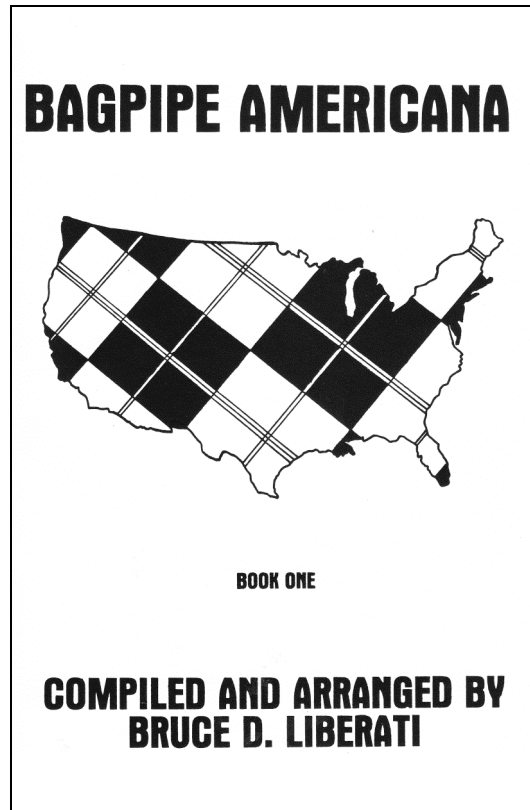 BAGPIPE AMERICANA
BOOK ONE
COMPILED AND ARRANGED BY
BRUCE D. LIBERATI